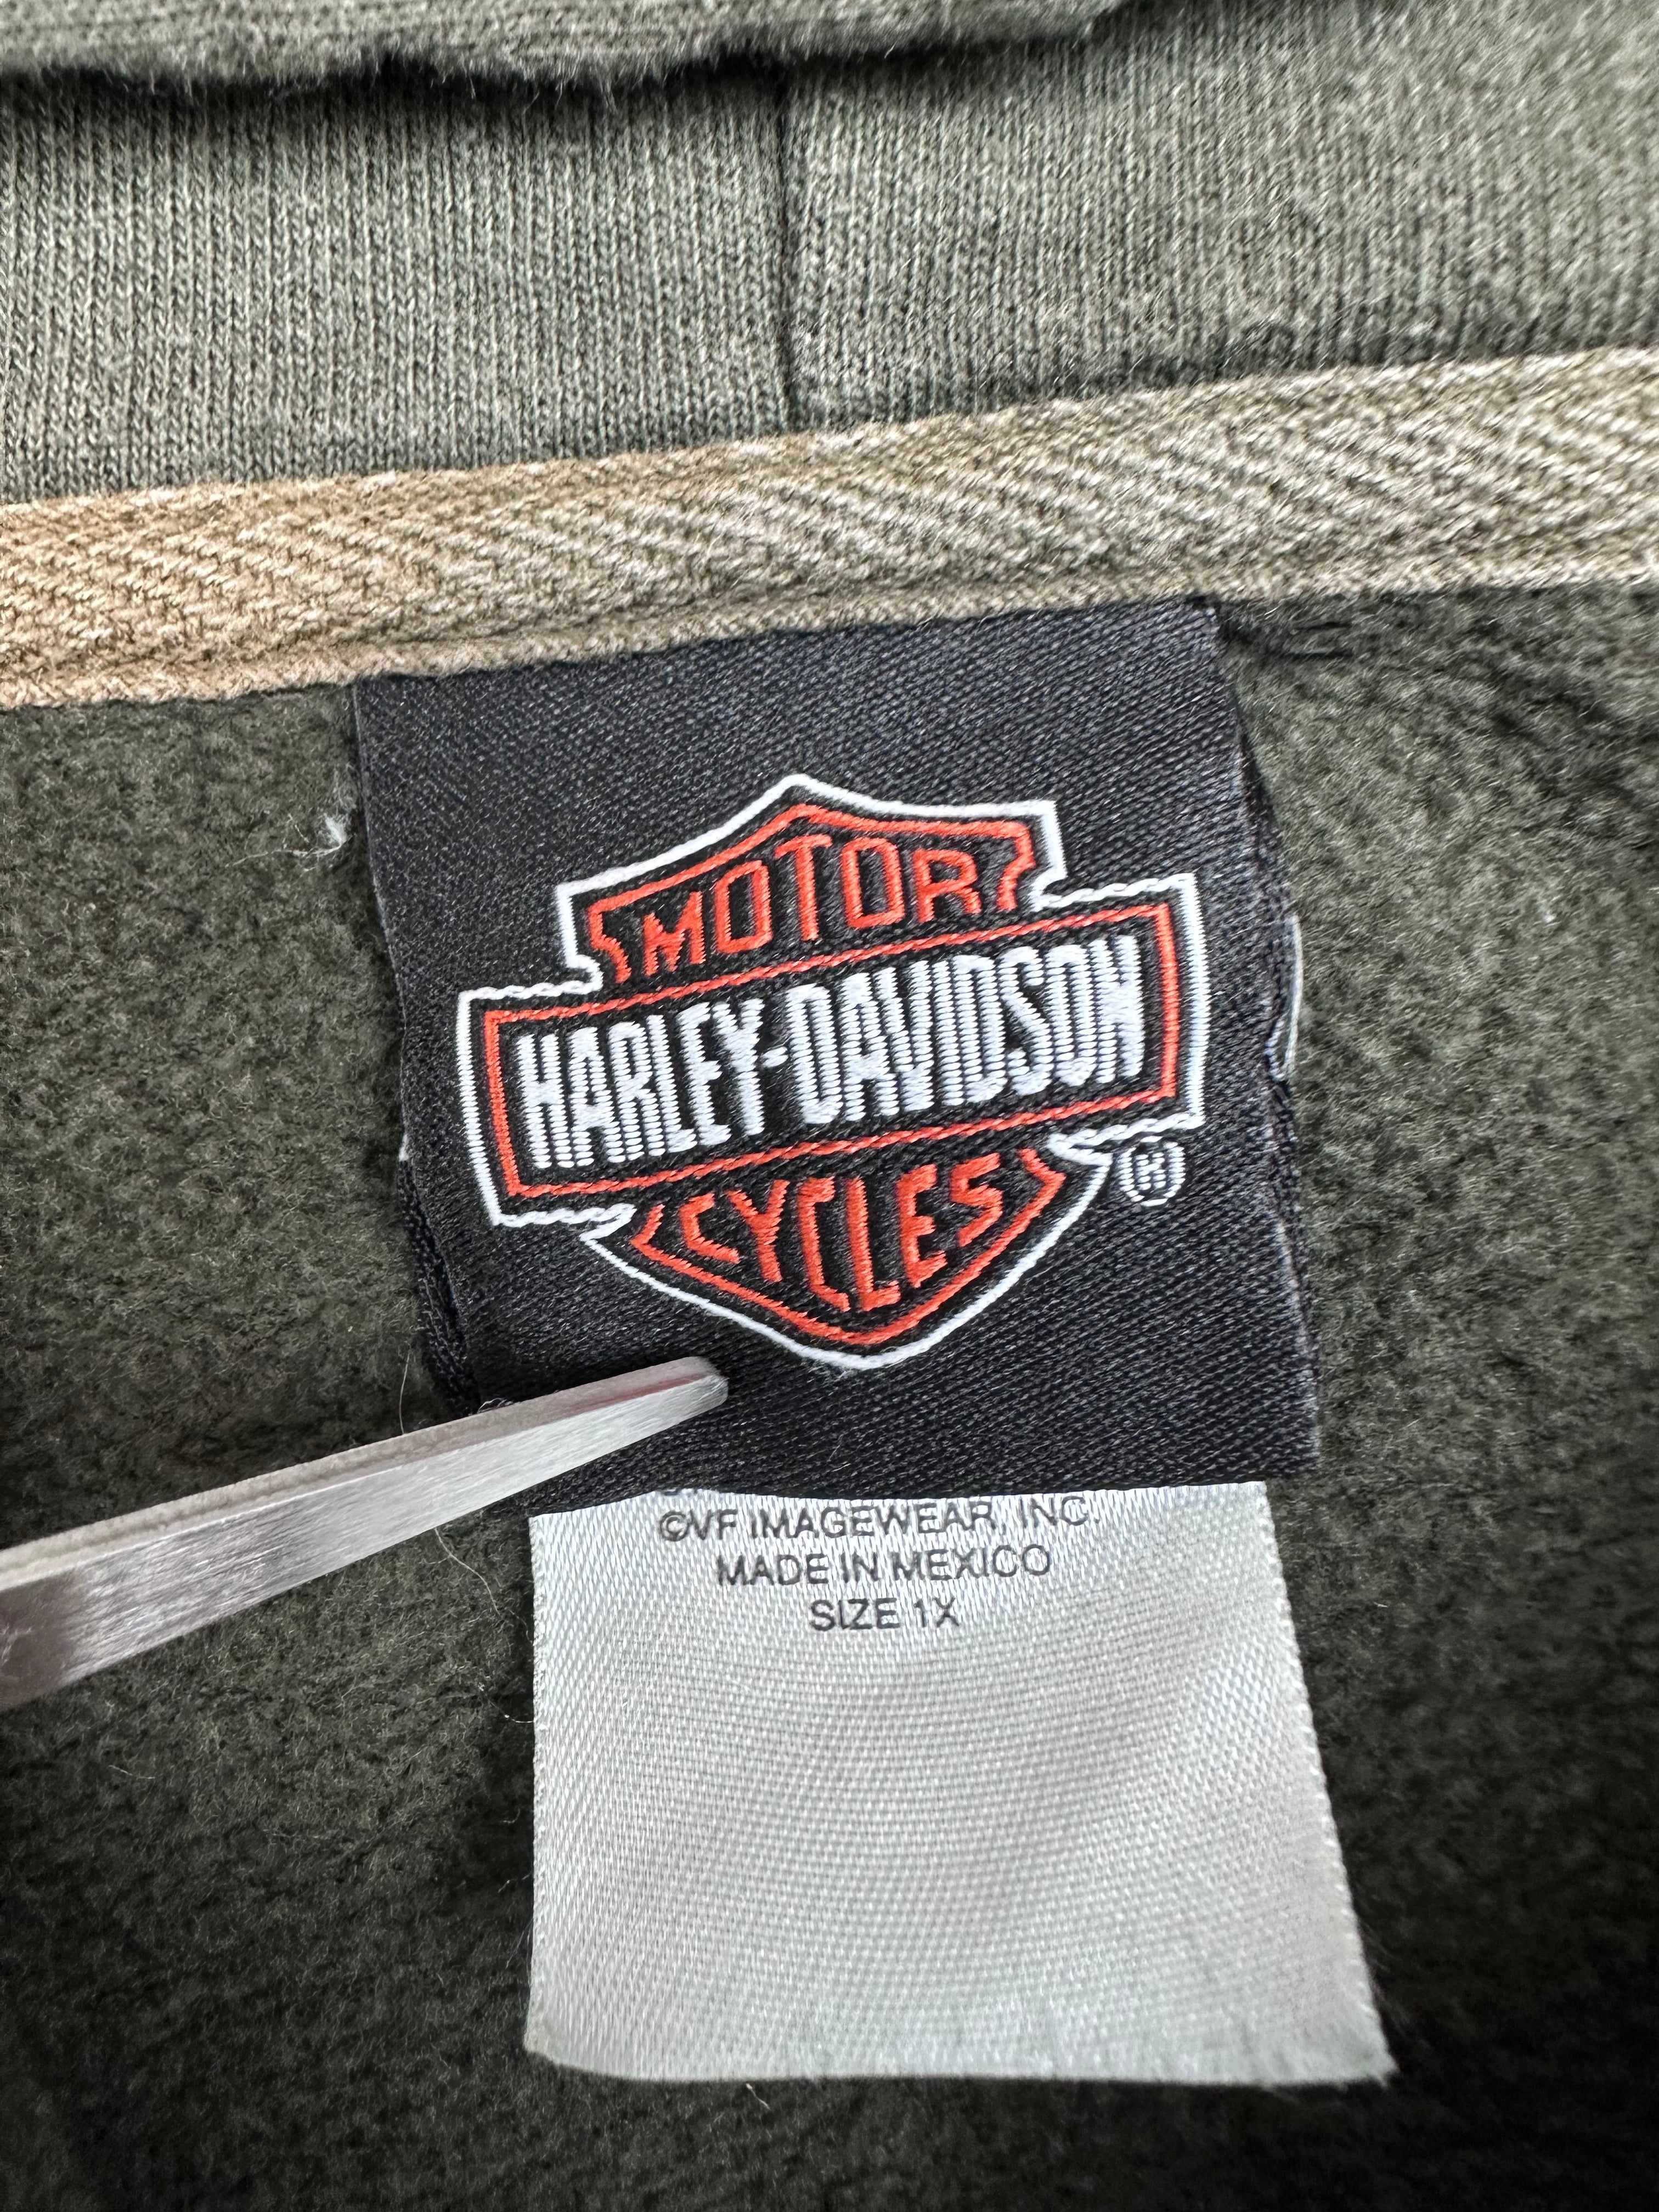 MOTOR
HARLEY-DAVIDSON
CYCLES
®
©VF IMAGEWEAR, INC.
MADE IN MEXICO
SIZE 1X